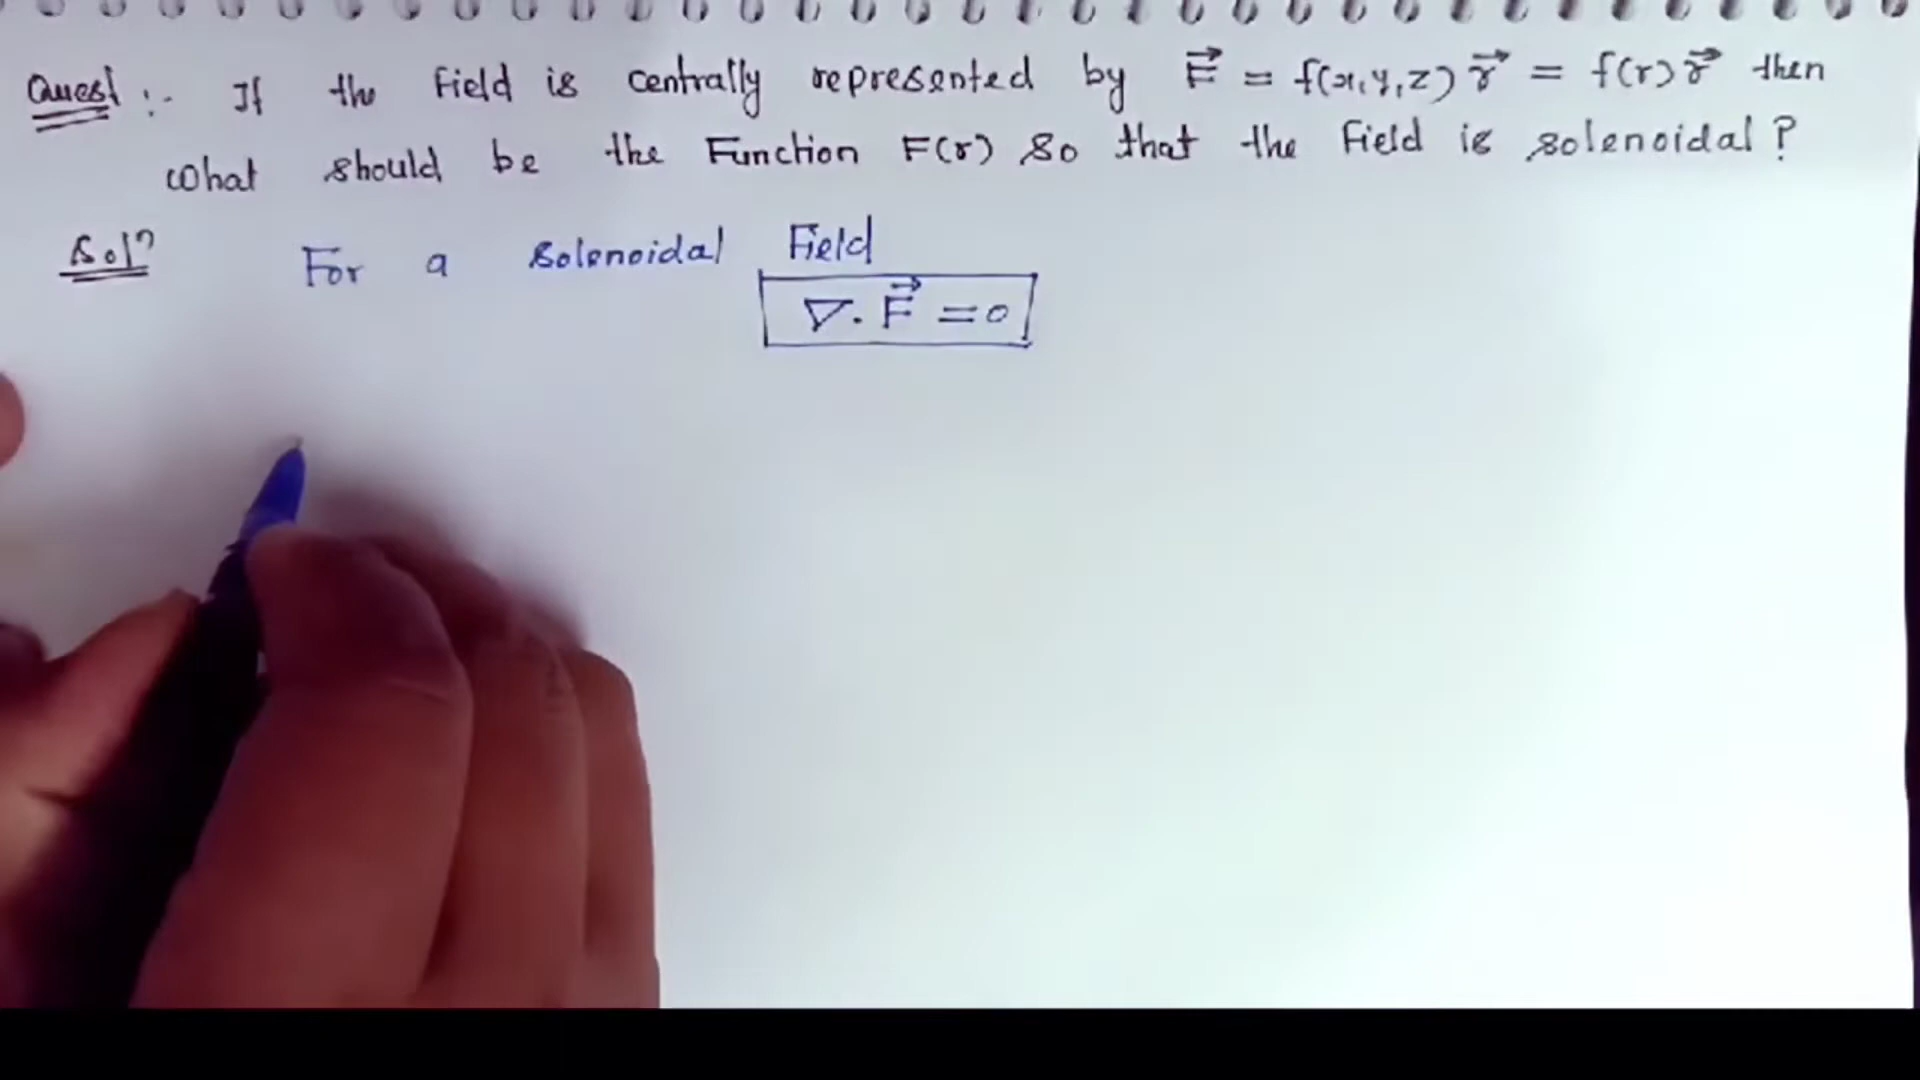 Quest :- If the Field is centrally represented by F⃗ = f(x,y,z) r⃗ = f(r) r⃗ then
what should be the Function F(r) so that the Field is solenoidal ?
Solⁿ For a solenoidal Field
∇. F⃗ = 0